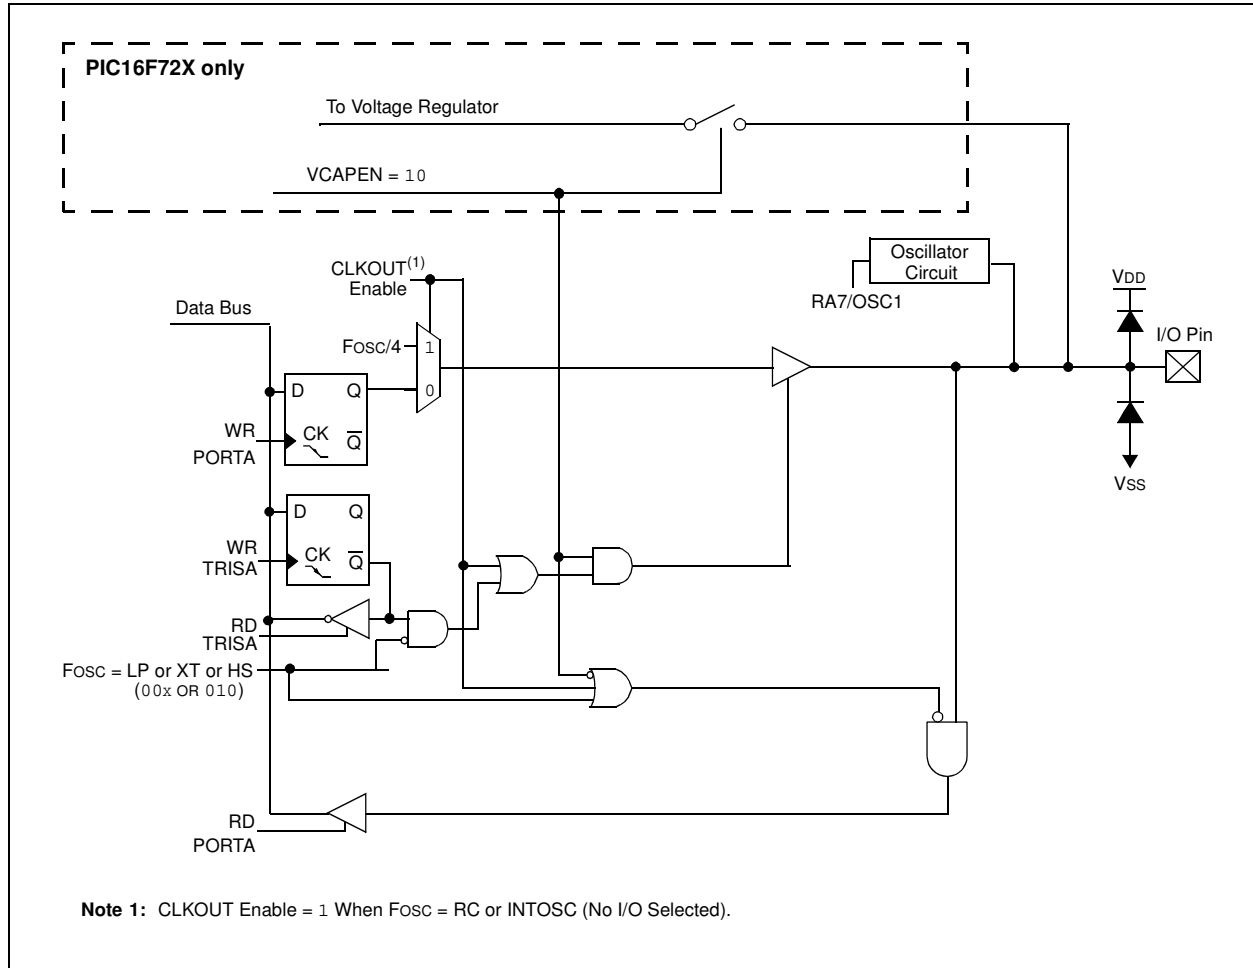 PIC16F72X only
To Voltage Regulator
VCAPEN = 10
CLKOUT(1)
Enable
Oscillator
Circuit
RA7/OSC1
VDD
I/O Pin
VSS
Data Bus
FOSC/4
1
0
D
Q
CK
Q
WR
PORTA
D
Q
CK
Q
WR
TRISA
RD
TRISA
FOSC = LP or XT or HS
(00x OR 010)
RD
PORTA
Note 1: CLKOUT Enable = 1 When FOSC = RC or INTOSC (No I/O Selected).